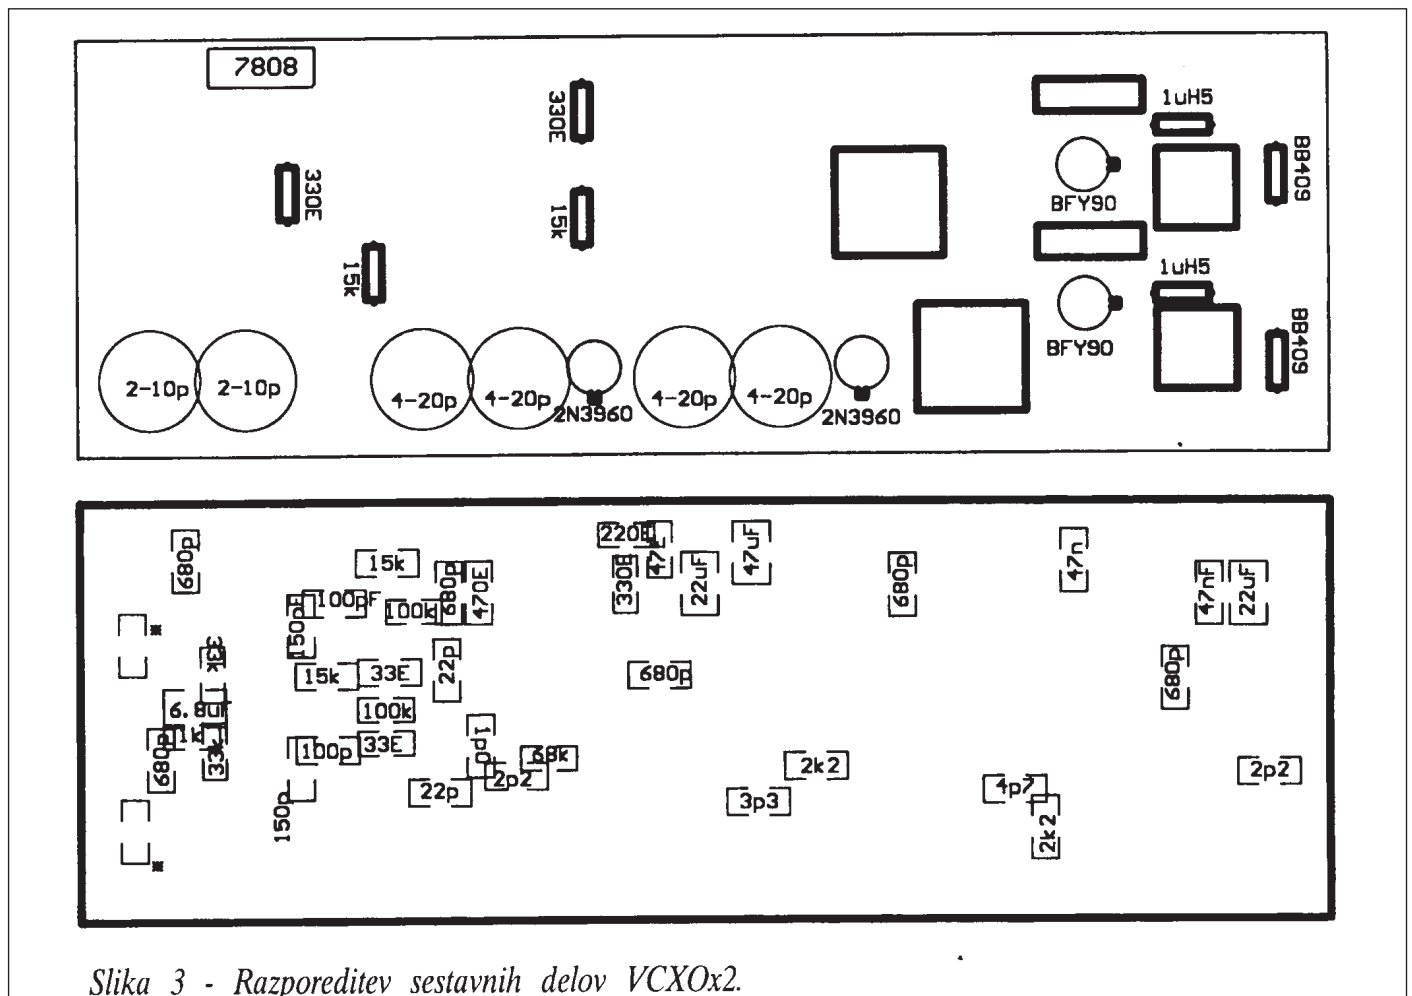 7808
330E
1uH5
BB409
330E
15k
BFY90
15k
1uH5
BFY90
BB409
2-10p
2-10p
4-20p
4-20p
2N3960
4-20p
4-20p
2N3960
680p
15k
220E
47uF
47n
680p
470E
330E
22uF
680p
47nF
22uF
100pF
100k
150pF
33k
15k
33E
22p
680p
680p
6.8uF
100k
1k
33k
680p
100p
33E
1p0
68k
2p2
2k2
2p2
150p
22p
3p3
4p7
2k2
Slika 3 - Razporeditev sestavnih delov VCXOx2.